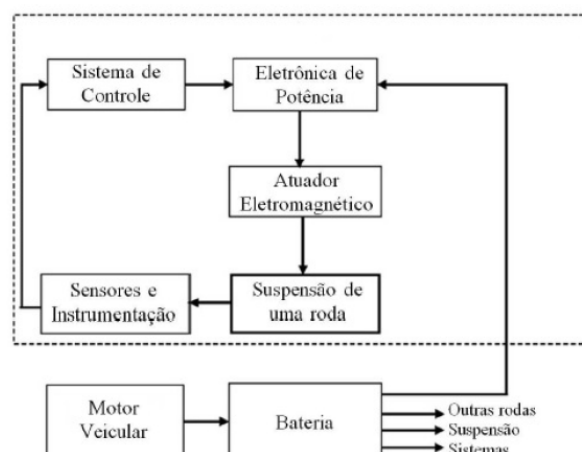 Sistema de
Controle
Eletrônica de
Potência
Atuador
Eletromagnético
Sensores e
Instrumentação
Suspensão de
uma roda
Motor
Veicular
Bateria
Outras rodas
Suspensão
Sistemas